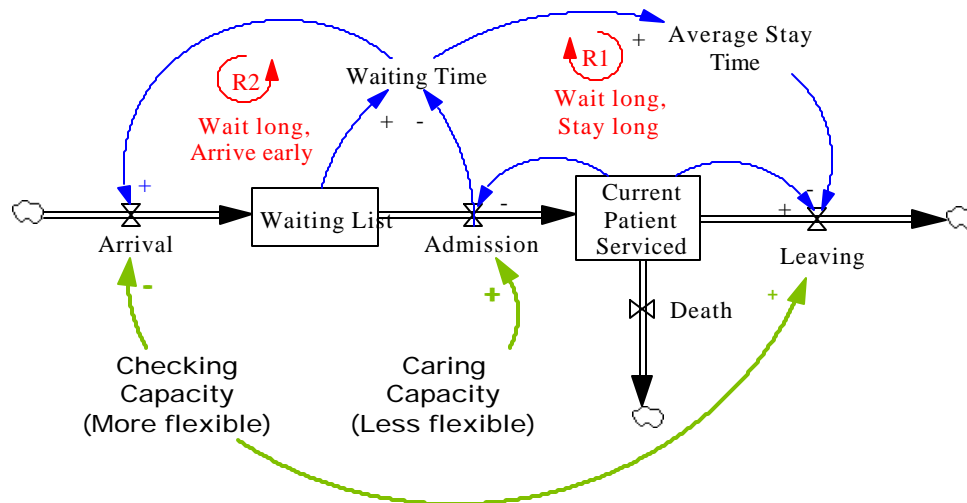 Average Stay
Time
+
R1
Waiting Time
R2
Wait long,
Stay long
Wait long,
Arrive early
+
-
+
-
-
+
Current
Patient
Serviced
Waiting List
Arrival
Admission
Leaving
-
+
+
Death
Checking
Capacity
(More flexible)
Caring
Capacity
(Less flexible)